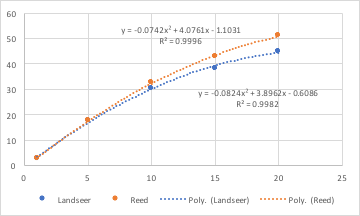 60
y = -0.0742x² + 4.0761x - 1.1031
R² = 0.9996
50
40
30
y = -0.0824x² + 3.8962x - 0.6086
R² = 0.9982
20
10
0
0 5 10 15 20 25
Landseer Reed Poly. (Landseer) Poly. (Reed)